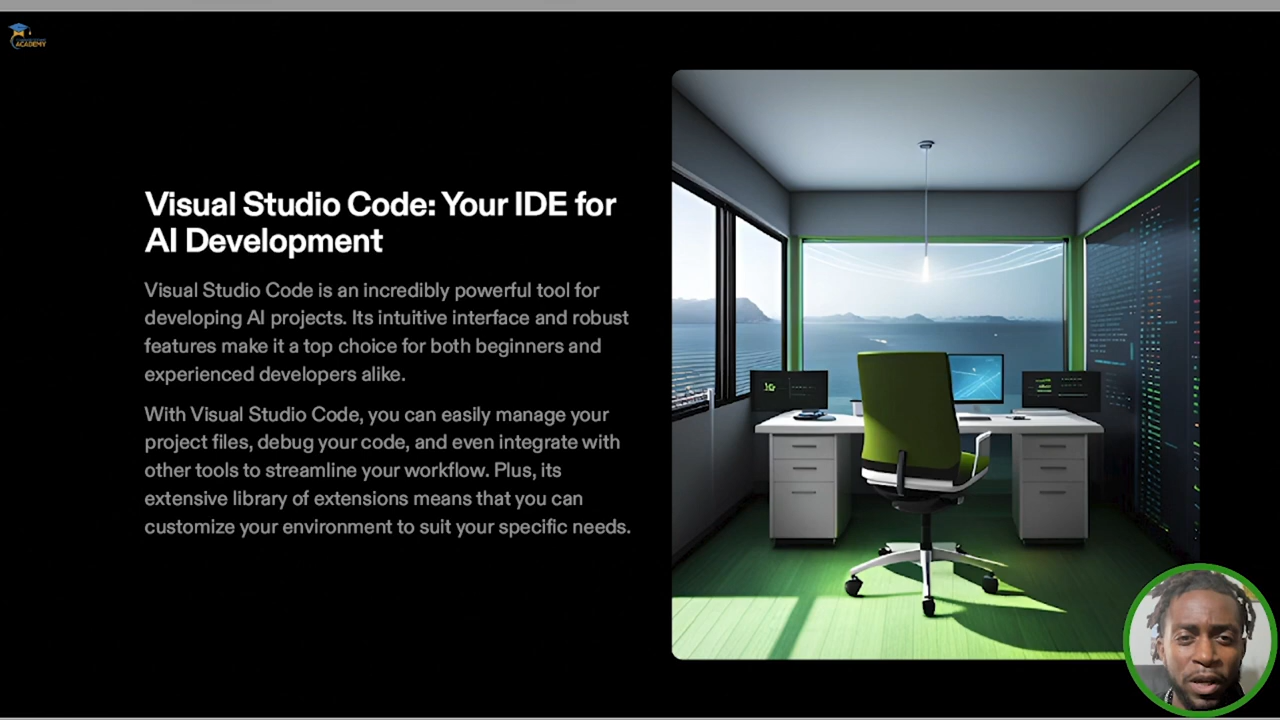 ACADEMY
Visual Studio Code: Your IDE for
AI Development
Visual Studio Code is an incredibly powerful tool for
developing AI projects. Its intuitive interface and robust
features make it a top choice for both beginners and
experienced developers alike.
With Visual Studio Code, you can easily manage your
project files, debug your code, and even integrate with
other tools to streamline your workflow. Plus, its
extensive library of extensions means that you can
customize your environment to suit your specific needs.